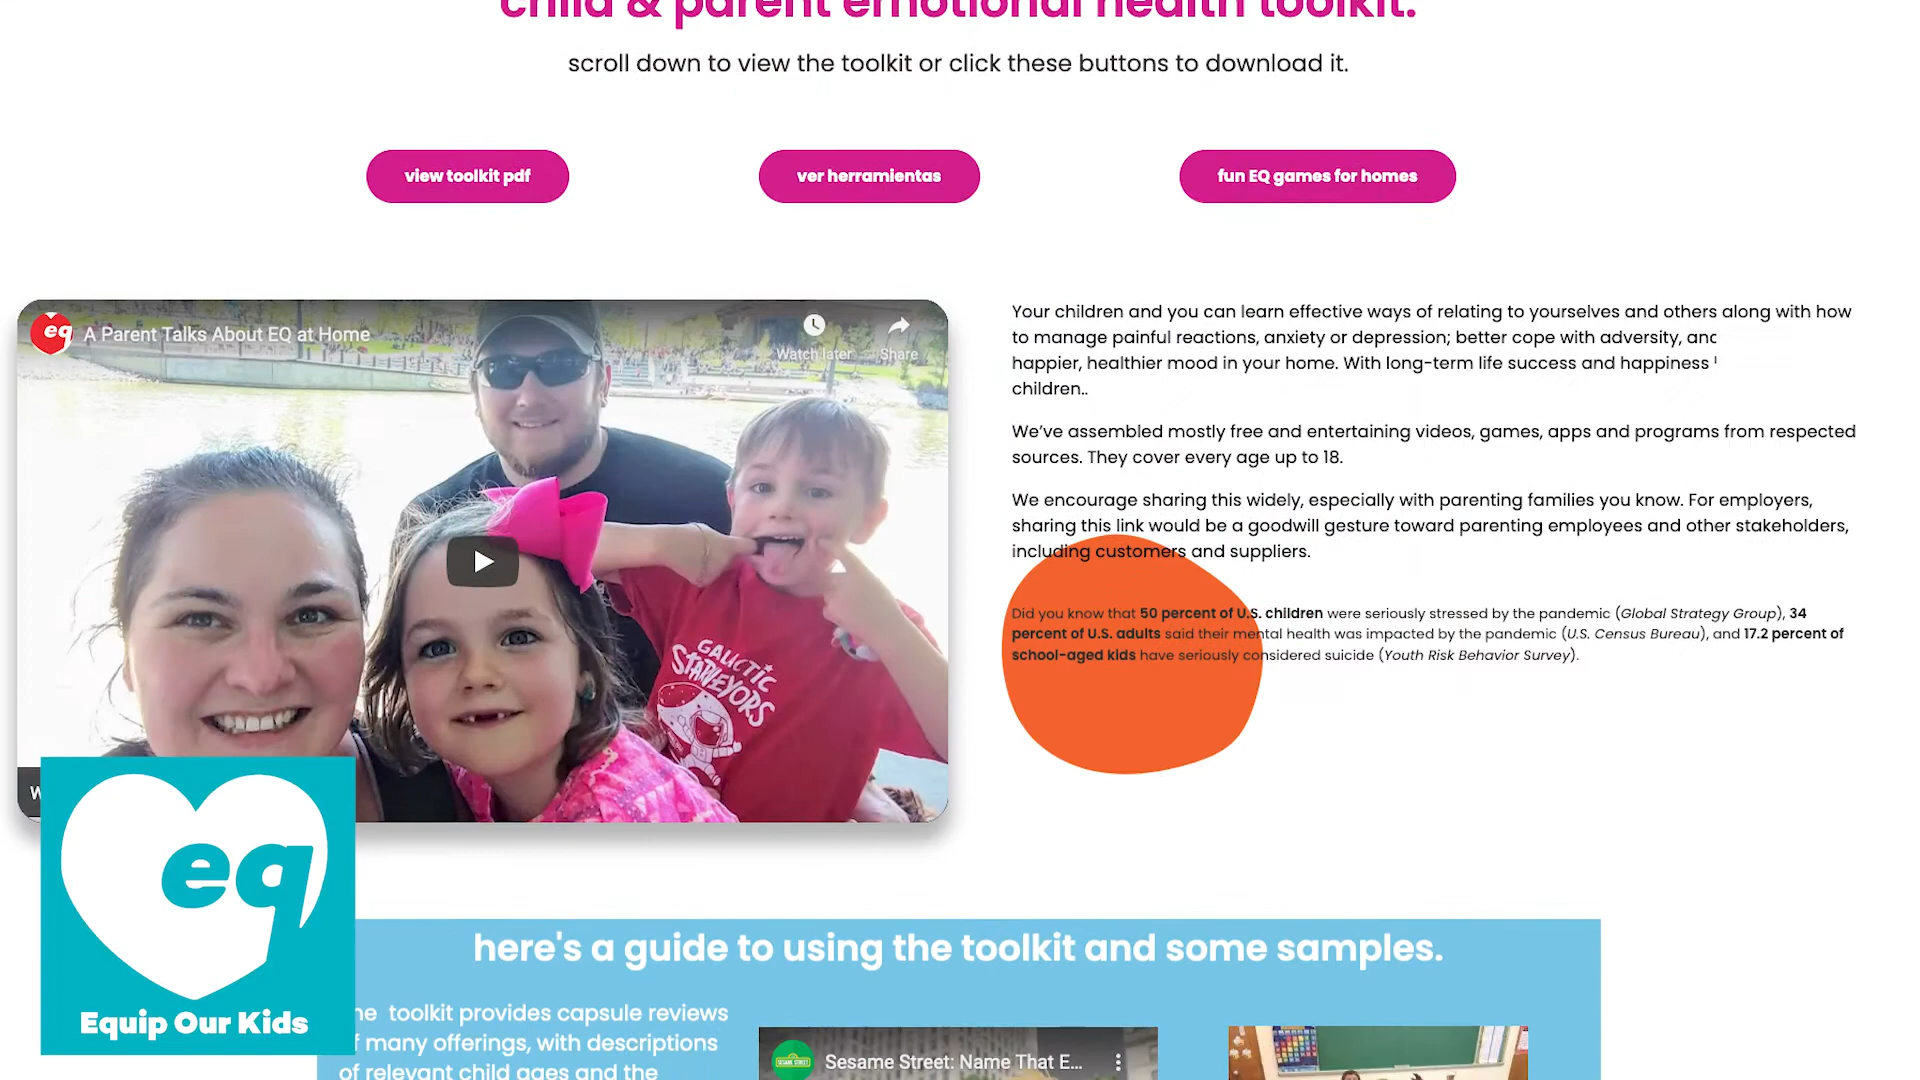 child & parent emotional health toolkit.
scroll down to view the toolkit or click these buttons to download it.
view toolkit pdf
ver herramientas
fun EQ games for homes
eq
A Parent Talks About EQ at Home
Watch later
Share
GALACTIC
STARVEYORS
Your children and you can learn effective ways of relating to yourselves and others along with how
to manage painful reactions, anxiety or depression; better cope with adversity, and
happier, healthier mood in your home. With long-term life success and happiness
children..
We've assembled mostly free and entertaining videos, games, apps and programs from respected
sources. They cover every age up to 18.
We encourage sharing this widely, especially with parenting families you know. For employers,
sharing this link would be a goodwill gesture toward parenting employees and other stakeholders,
including customers and suppliers.
Did you know that 50 percent of U.S. children were seriously stressed by the pandemic (Global Strategy Group), 34
percent of U.S. adults said their mental health was impacted by the pandemic (U.S. Census Bureau), and 17.2 percent of
school-aged kids have seriously considered suicide (Youth Risk Behavior Survey).
eq
Equip Our Kids
here's a guide to using the toolkit and some samples.
toolkit provides capsule reviews
many offerings, with descriptions
of relevant child ages and the
SESAME STREET
Sesame Street: Name That E...